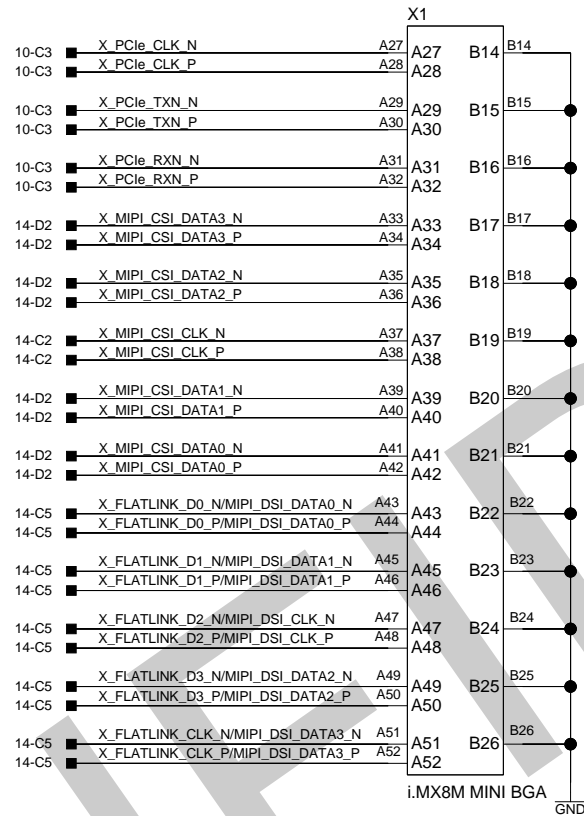 X1
10-C3 X_PCIe_CLK_N A27 A27 B14 B14
10-C3 X_PCIe_CLK_P A28 A28
10-C3 X_PCIe_TXN_N A29 A29 B15 B15
10-C3 X_PCIe_TXN_P A30 A30
10-C3 X_PCIe_RXN_N A31 A31 B16 B16
10-C3 X_PCIe_RXN_P A32 A32
14-D2 X_MIPI_CSI_DATA3_N A33 A33 B17 B17
14-D2 X_MIPI_CSI_DATA3_P A34 A34
14-D2 X_MIPI_CSI_DATA2_N A35 A35 B18 B18
14-D2 X_MIPI_CSI_DATA2_P A36 A36
14-C2 X_MIPI_CSI_CLK_N A37 A37 B19 B19
14-C2 X_MIPI_CSI_CLK_P A38 A38
14-D2 X_MIPI_CSI_DATA1_N A39 A39 B20 B20
14-D2 X_MIPI_CSI_DATA1_P A40 A40
14-D2 X_MIPI_CSI_DATA0_N A41 A41 B21 B21
14-D2 X_MIPI_CSI_DATA0_P A42 A42
14-C5 X_FLATLINK_D0_N/MIPI_DSI_DATA0_N A43 A43 B22 B22
14-C5 X_FLATLINK_D0_P/MIPI_DSI_DATA0_P A44 A44
14-C5 X_FLATLINK_D1_N/MIPI_DSI_DATA1_N A45 A45 B23 B23
14-C5 X_FLATLINK_D1_P/MIPI_DSI_DATA1_P A46 A46
14-C5 X_FLATLINK_D2_N/MIPI_DSI_CLK_N A47 A47 B24 B24
14-C5 X_FLATLINK_D2_P/MIPI_DSI_CLK_P A48 A48
14-C5 X_FLATLINK_D3_N/MIPI_DSI_DATA2_N A49 A49 B25 B25
14-C5 X_FLATLINK_D3_P/MIPI_DSI_DATA2_P A50 A50
14-C5 X_FLATLINK_CLK_N/MIPI_DSI_DATA3_N A51 A51 B26 B26
14-C5 X_FLATLINK_CLK_P/MIPI_DSI_DATA3_P A52 A52
i.MX8M MINI BGA
GND